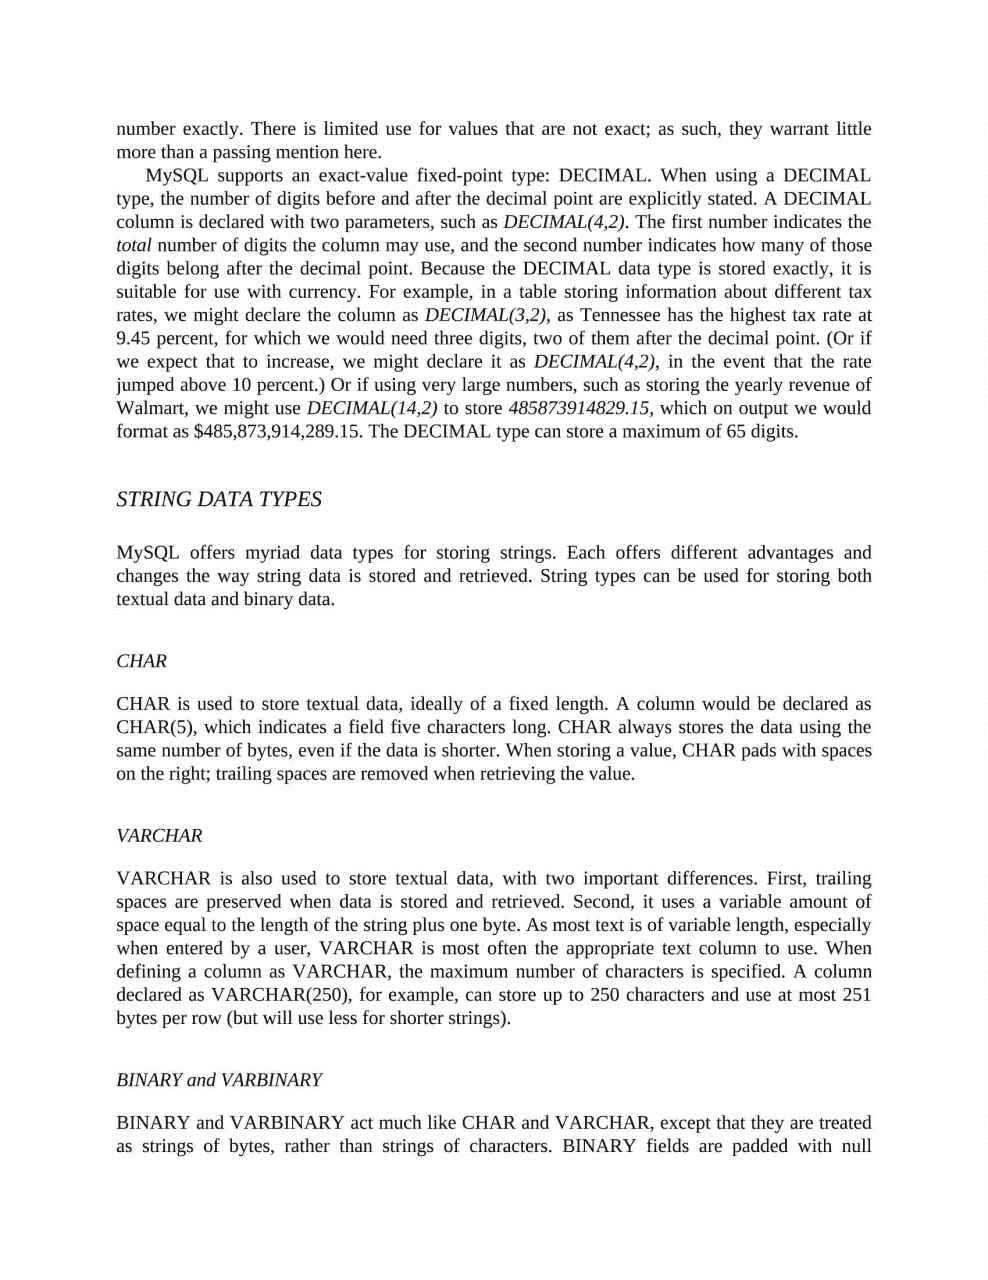 number exactly. There is limited use for values that are not exact; as such, they warrant little
more than a passing mention here.
MySQL supports an exact-value fixed-point type: DECIMAL. When using a DECIMAL
type, the number of digits before and after the decimal point are explicitly stated. A DECIMAL
column is declared with two parameters, such as DECIMAL(4,2). The first number indicates the
total number of digits the column may use, and the second number indicates how many of those
digits belong after the decimal point. Because the DECIMAL data type is stored exactly, it is
suitable for use with currency. For example, in a table storing information about different tax
rates, we might declare the column as DECIMAL(3,2), as Tennessee has the highest tax rate at
9.45 percent, for which we would need three digits, two of them after the decimal point. (Or if
we expect that to increase, we might declare it as DECIMAL(4,2), in the event that the rate
jumped above 10 percent.) Or if using very large numbers, such as storing the yearly revenue of
Walmart, we might use DECIMAL(14,2) to store 485873914829.15, which on output we would
format as $485,873,914,289.15. The DECIMAL type can store a maximum of 65 digits.
STRING DATA TYPES
MySQL offers myriad data types for storing strings. Each offers different advantages and
changes the way string data is stored and retrieved. String types can be used for storing both
textual data and binary data.
CHAR
CHAR is used to store textual data, ideally of a fixed length. A column would be declared as
CHAR(5), which indicates a field five characters long. CHAR always stores the data using the
same number of bytes, even if the data is shorter. When storing a value, CHAR pads with spaces
on the right; trailing spaces are removed when retrieving the value.
VARCHAR
VARCHAR is also used to store textual data, with two important differences. First, trailing
spaces are preserved when data is stored and retrieved. Second, it uses a variable amount of
space equal to the length of the string plus one byte. As most text is of variable length, especially
when entered by a user, VARCHAR is most often the appropriate text column to use. When
defining a column as VARCHAR, the maximum number of characters is specified. A column
declared as VARCHAR(250), for example, can store up to 250 characters and use at most 251
bytes per row (but will use less for shorter strings).
BINARY and VARBINARY
BINARY and VARBINARY act much like CHAR and VARCHAR, except that they are treated
as strings of bytes, rather than strings of characters. BINARY fields are padded with null